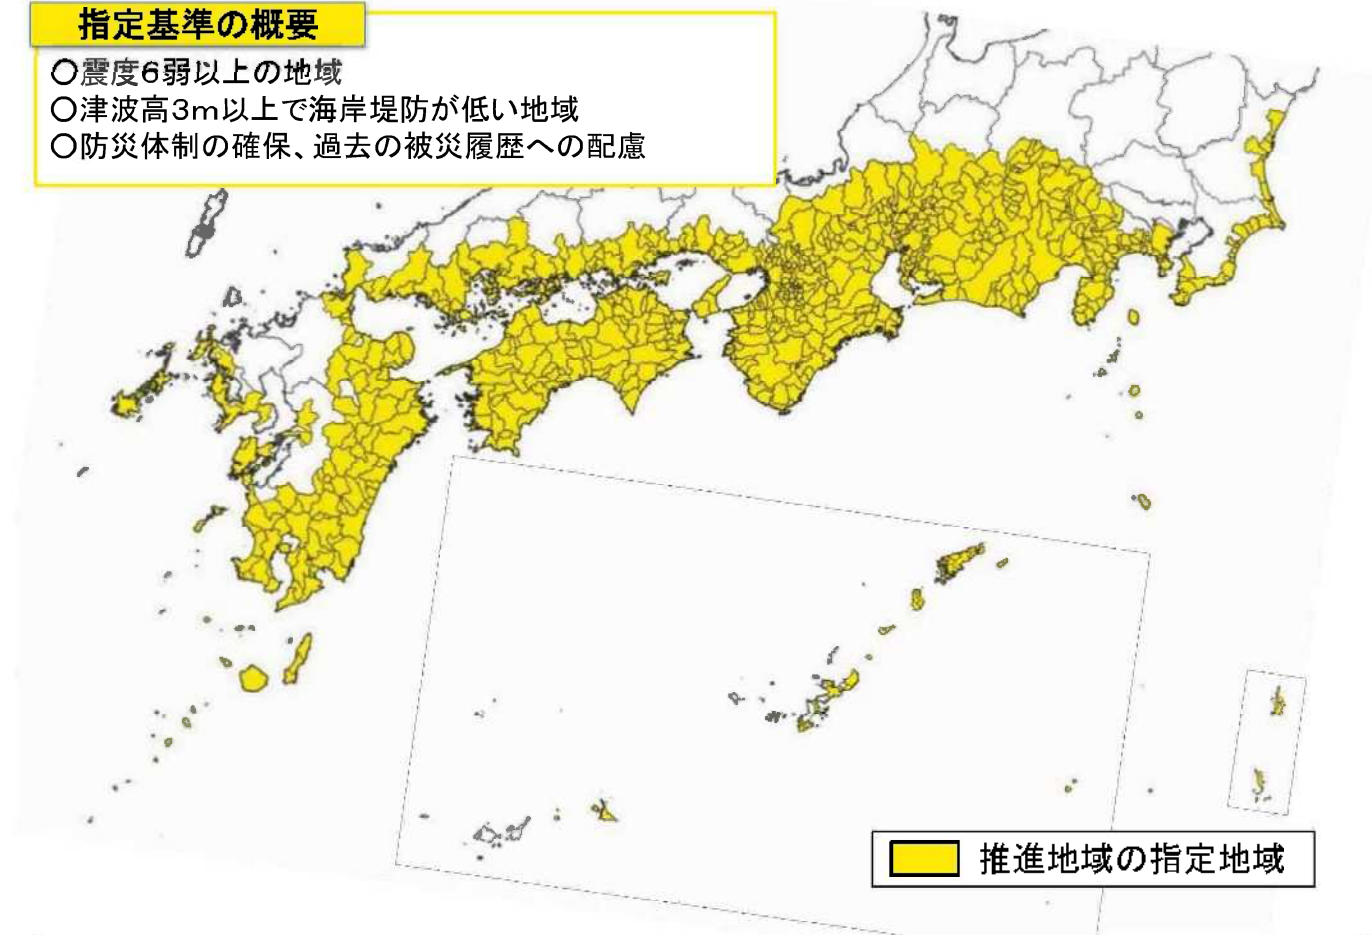 指定基準の概要
〇震度6弱以上の地域
〇津波高3m以上で海岸堤防が低い地域
〇防災体制の確保、過去の被災履歴への配慮
推進地域の指定地域